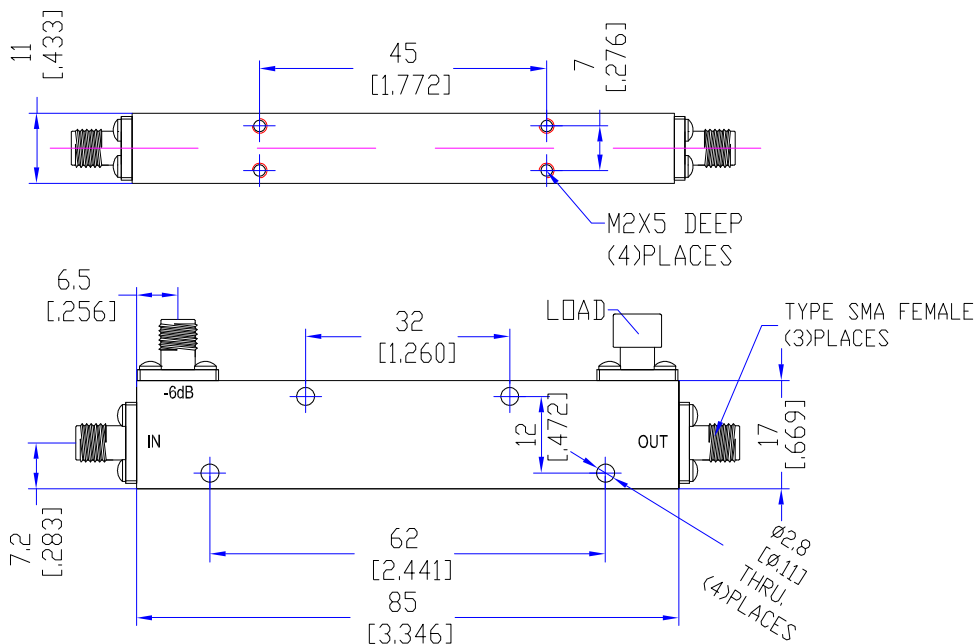 11
[.433]
45
[1.772]
7
[.276]
M2X5 DEEP
(4)PLACES
6.5
[.256]
32
[1.260]
LOAD
TYPE SMA FEMALE
(3)PLACES
-6dB
IN
12
[.472]
OUT
17
[.669]
7.2
[.283]
62
[2.441]
ø2.8
[ø.11]
THRU.
(4)PLACES
85
[3.346]